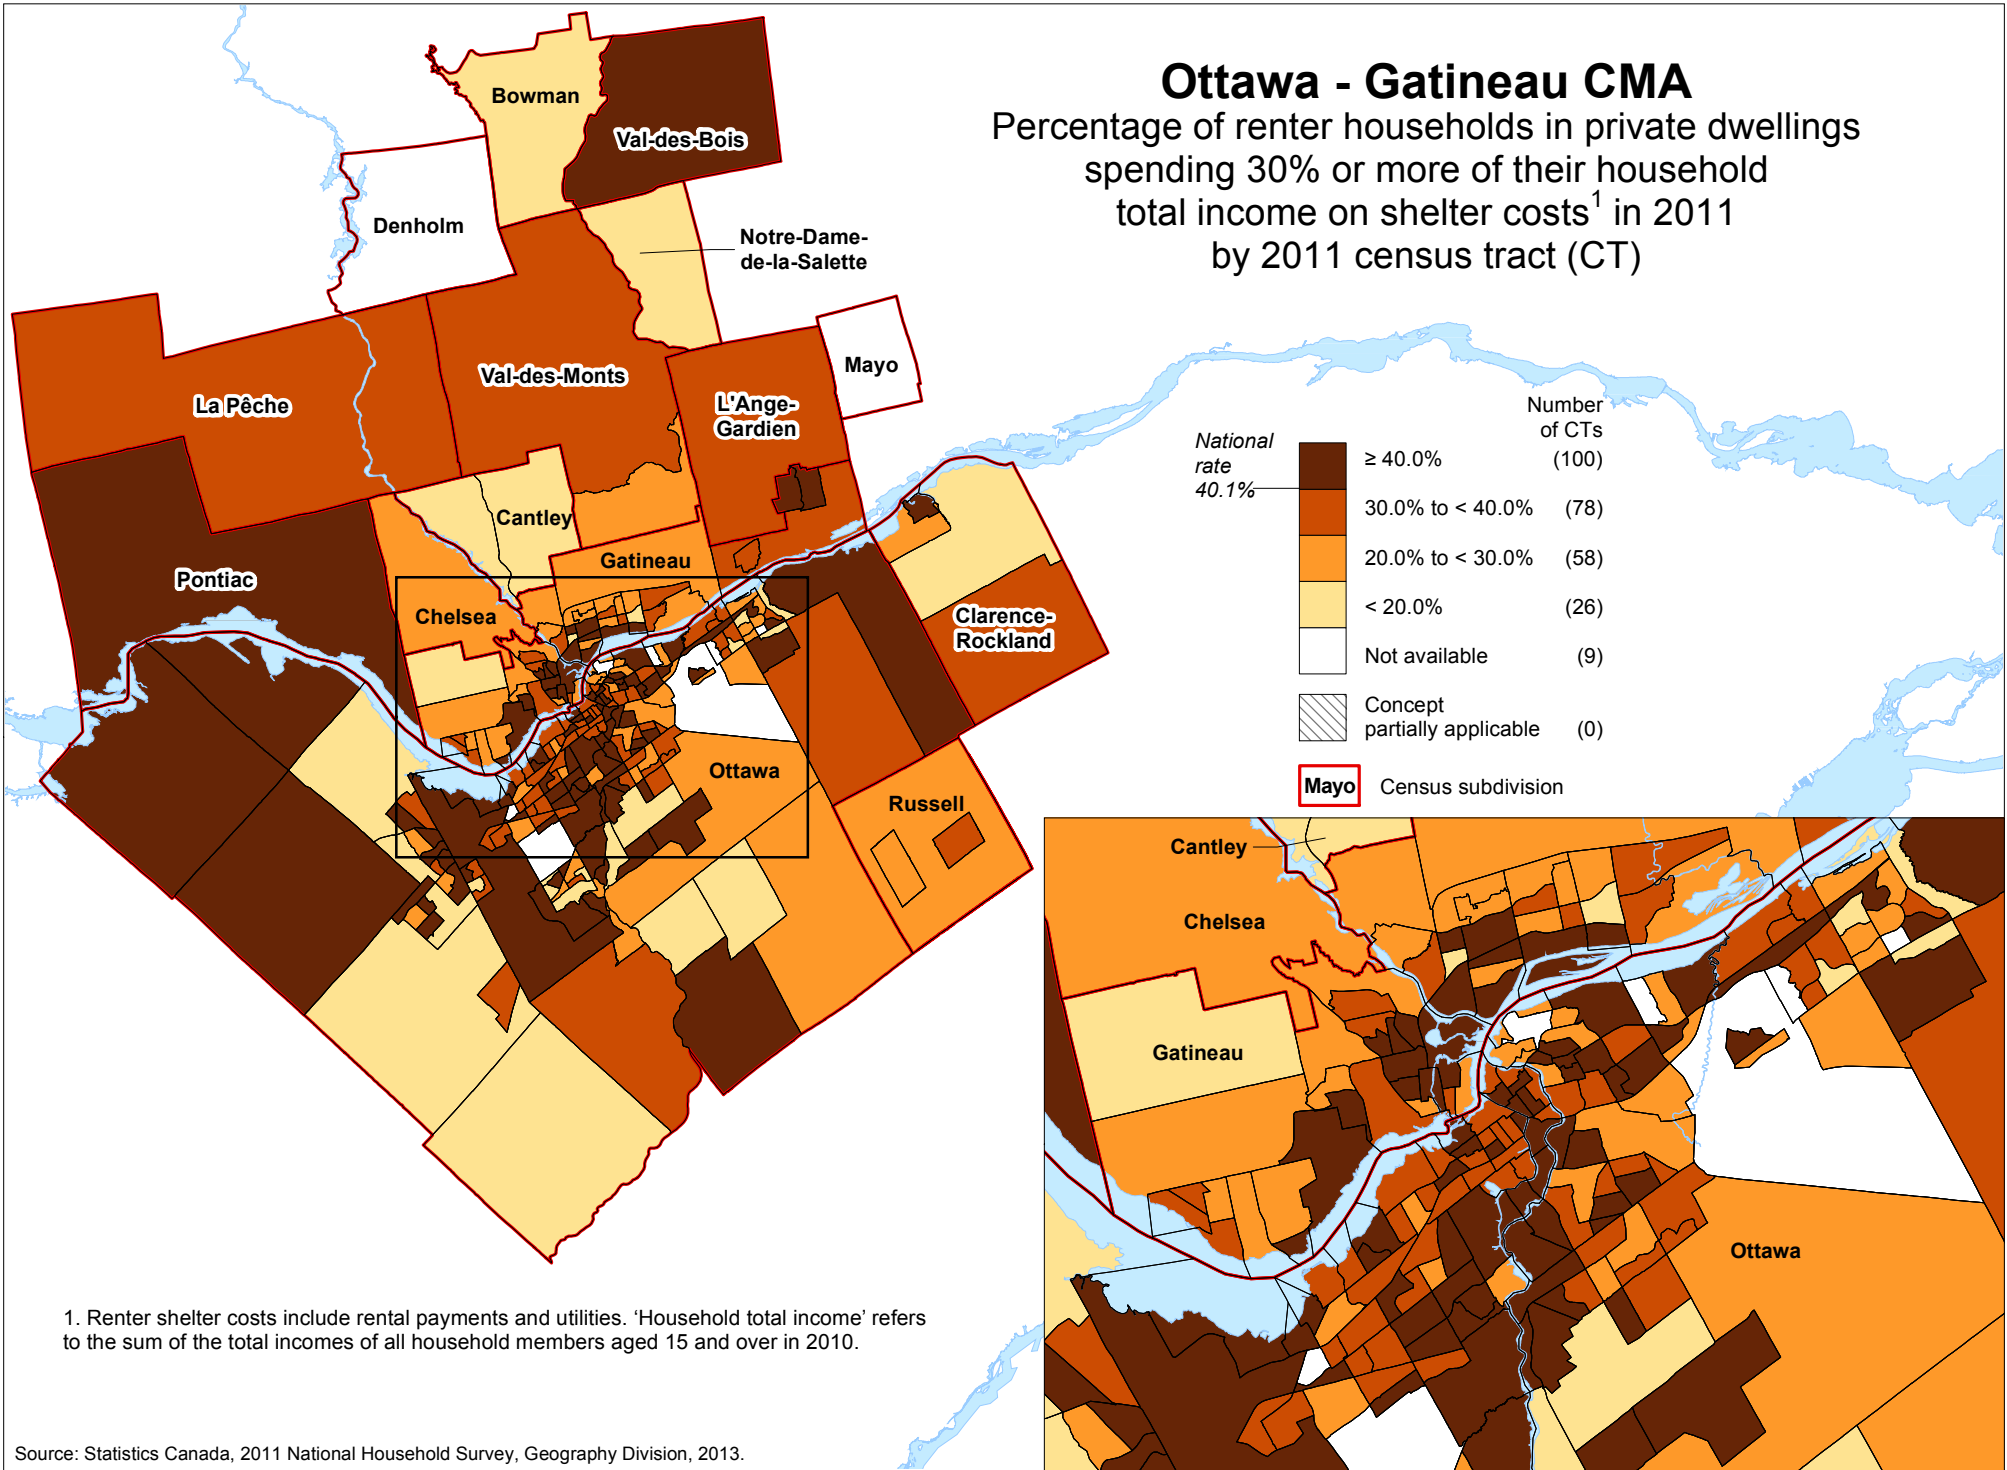 Ottawa - Gatineau CMA
Percentage of renter households in private dwellings
spending 30% or more of their household
total income on shelter costs1 in 2011
by 2011 census tract (CT)
Bowman
Val-des-Bois
Denholm
Notre-Dame-
de-la-Salette
Mayo
Val-des-Monts
La Pêche
L'Ange-
Gardien
Cantley
Gatineau
Pontiac
Chelsea
Clarence-
Rockland
Ottawa
Russell
Number
of CTs
National
rate
40.1%
≥ 40.0% (100)
30.0% to < 40.0% (78)
20.0% to < 30.0% (58)
< 20.0% (26)
Not available (9)
Concept
partially applicable (0)
Mayo Census subdivision
Cantley
Chelsea
Gatineau
Ottawa
1. Renter shelter costs include rental payments and utilities. ‘Household total income’ refers
to the sum of the total incomes of all household members aged 15 and over in 2010.
Source: Statistics Canada, 2011 National Household Survey, Geography Division, 2013.